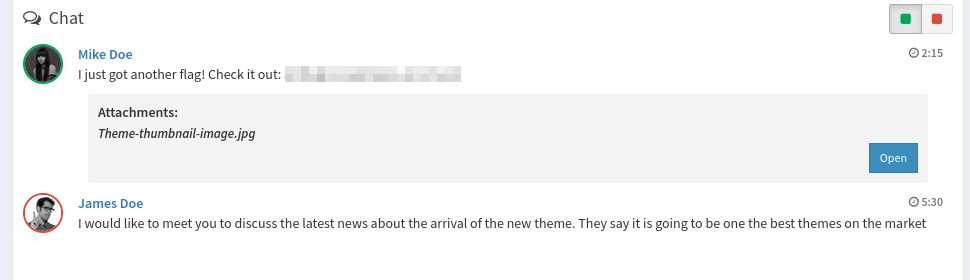 Chat
Mike Doe
2:15
I just got another flag! Check it out:
Attachments:
Theme-thumbnail-image.jpg
Open
James Doe
5:30
I would like to meet you to discuss the latest news about the arrival of the new theme. They say it is going to be one the best themes on the market